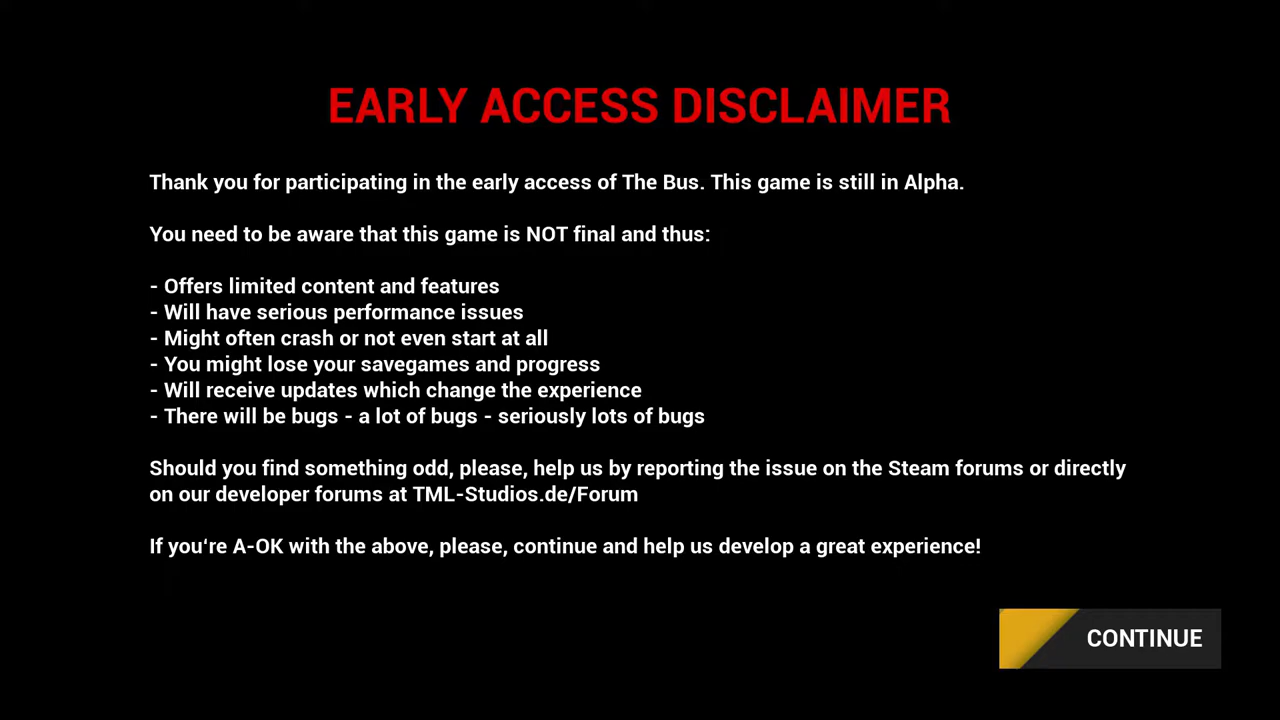 EARLY ACCESS DISCLAIMER
Thank you for participating in the early access of The Bus. This game is still in Alpha.
You need to be aware that this game is NOT final and thus:
- Offers limited content and features
- Will have serious performance issues
- Might often crash or not even start at all
- You might lose your savegames and progress
- Will receive updates which change the experience
- There will be bugs - a lot of bugs - seriously lots of bugs
Should you find something odd, please, help us by reporting the issue on the Steam forums or directly
on our developer forums at TML-Studios.de/Forum
If you‘re A-OK with the above, please, continue and help us develop a great experience!
CONTINUE